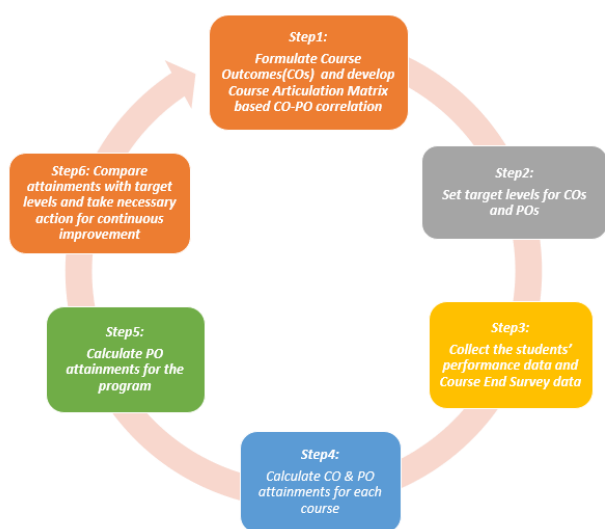 Step1:
Formulate Course
Outcomes(COs) and develop
Course Articulation Matrix
based CO-PO correlation
Step2:
Set target levels for COs
and POs
Step3:
Collect the students'
performance data and
Course End Survey data
Step4:
Calculate CO & PO
attainments for each
course
Step5:
Calculate PO
attainments for the
program
Step6: Compare
attainments with target
levels and take necessary
action for continuous
improvement